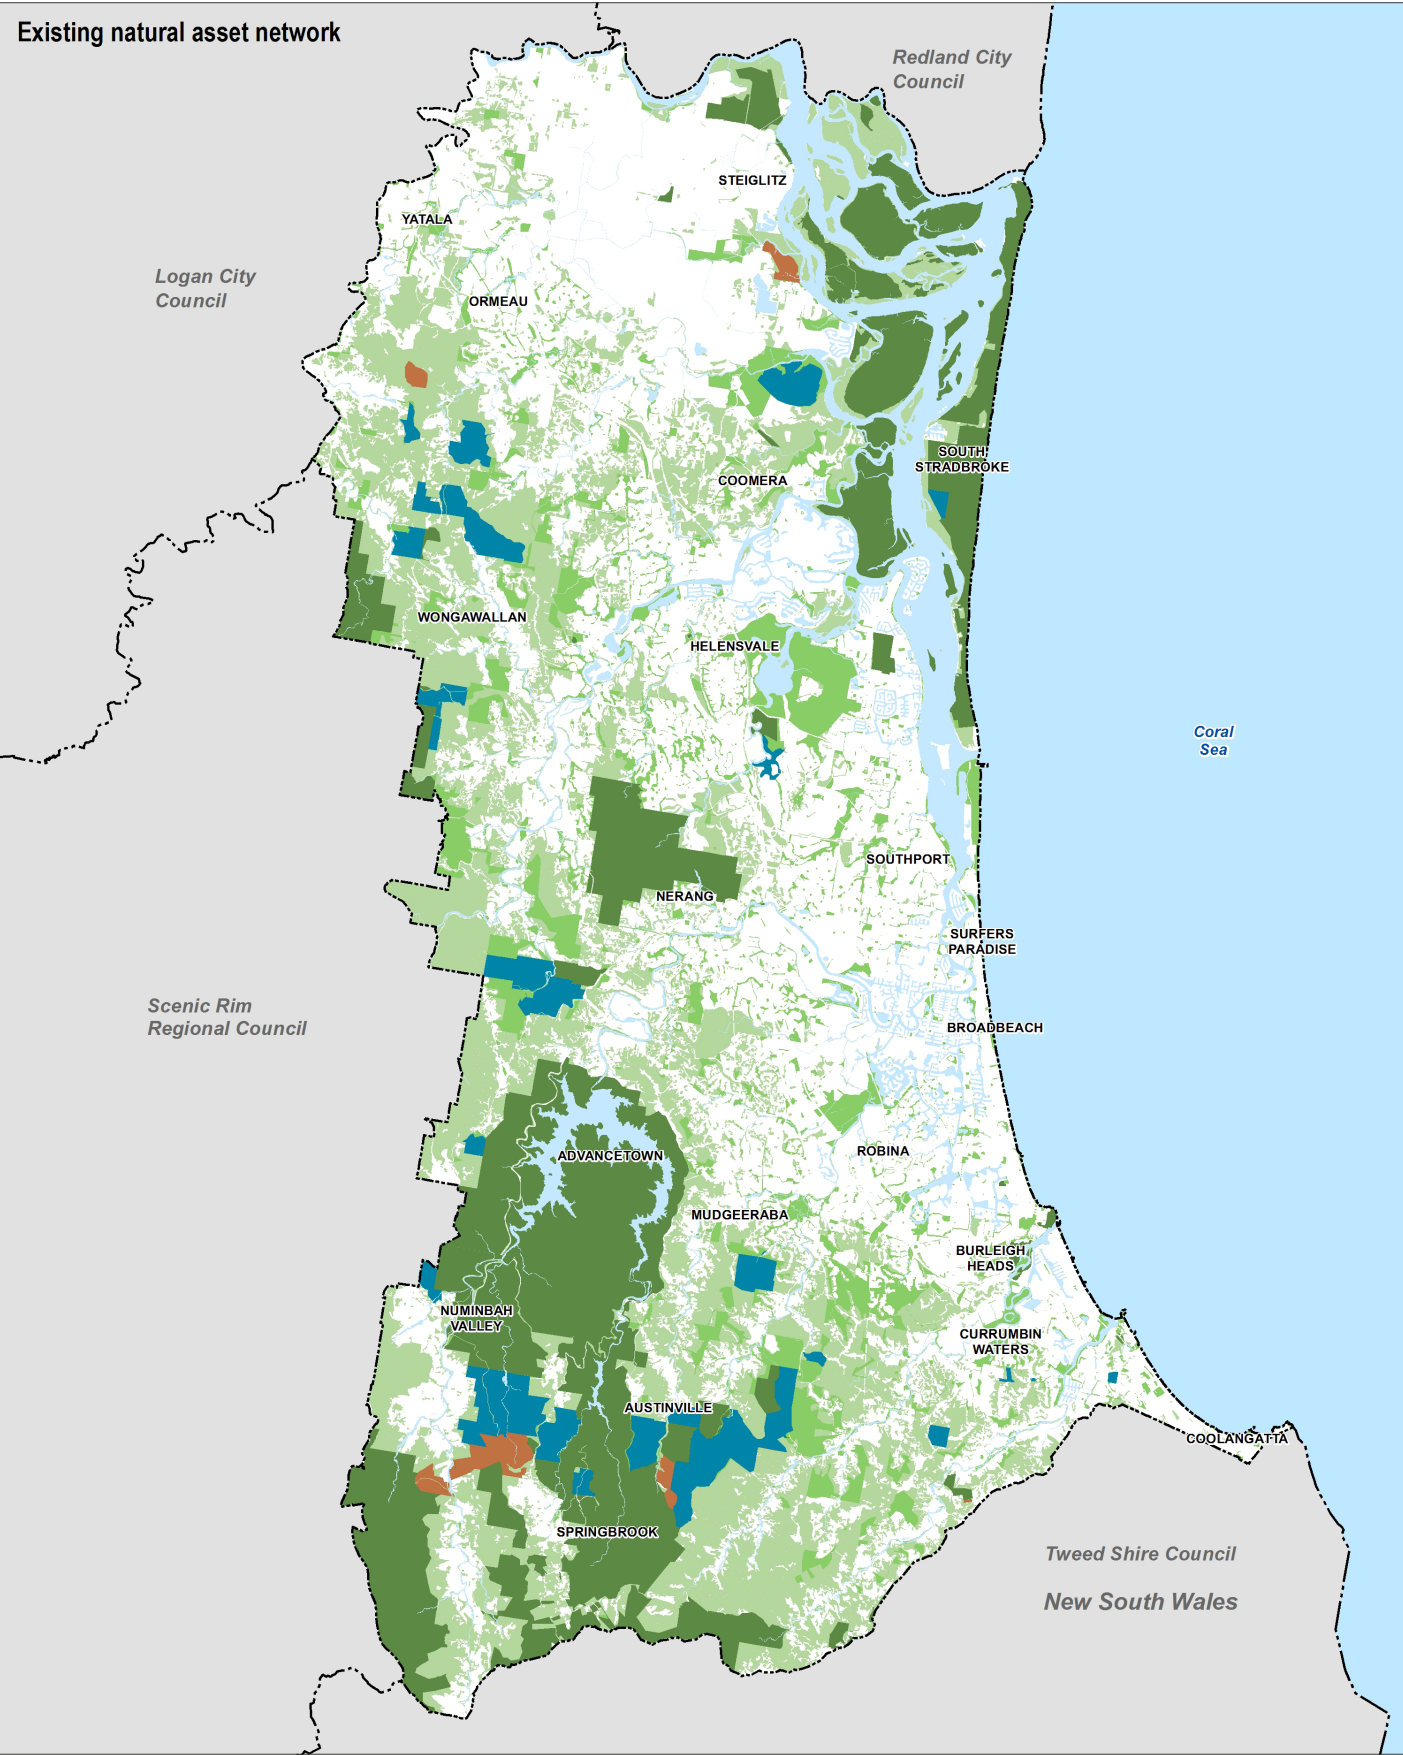 Existing natural asset network
Redland City
Council
STEIGLITZ
YATALA
Logan City
Council
ORMEAU
SOUTH
STRADBROKE
COOMERA
WONGAWALLAN
HELENSVALE
Coral
Sea
SOUTHPORT
NERANG
SURFERS
PARADISE
Scenic Rim
Regional Council
BROADBEACH
ROBINA
ADVANCETOWN
MUDGEERABA
BURLEIGH
HEADS
NUMINBAH
VALLEY
CURRUMBIN
WATERS
AUSTINVILLE
COOLANGATTA
SPRINGBROOK
Tweed Shire Council
New South Wales